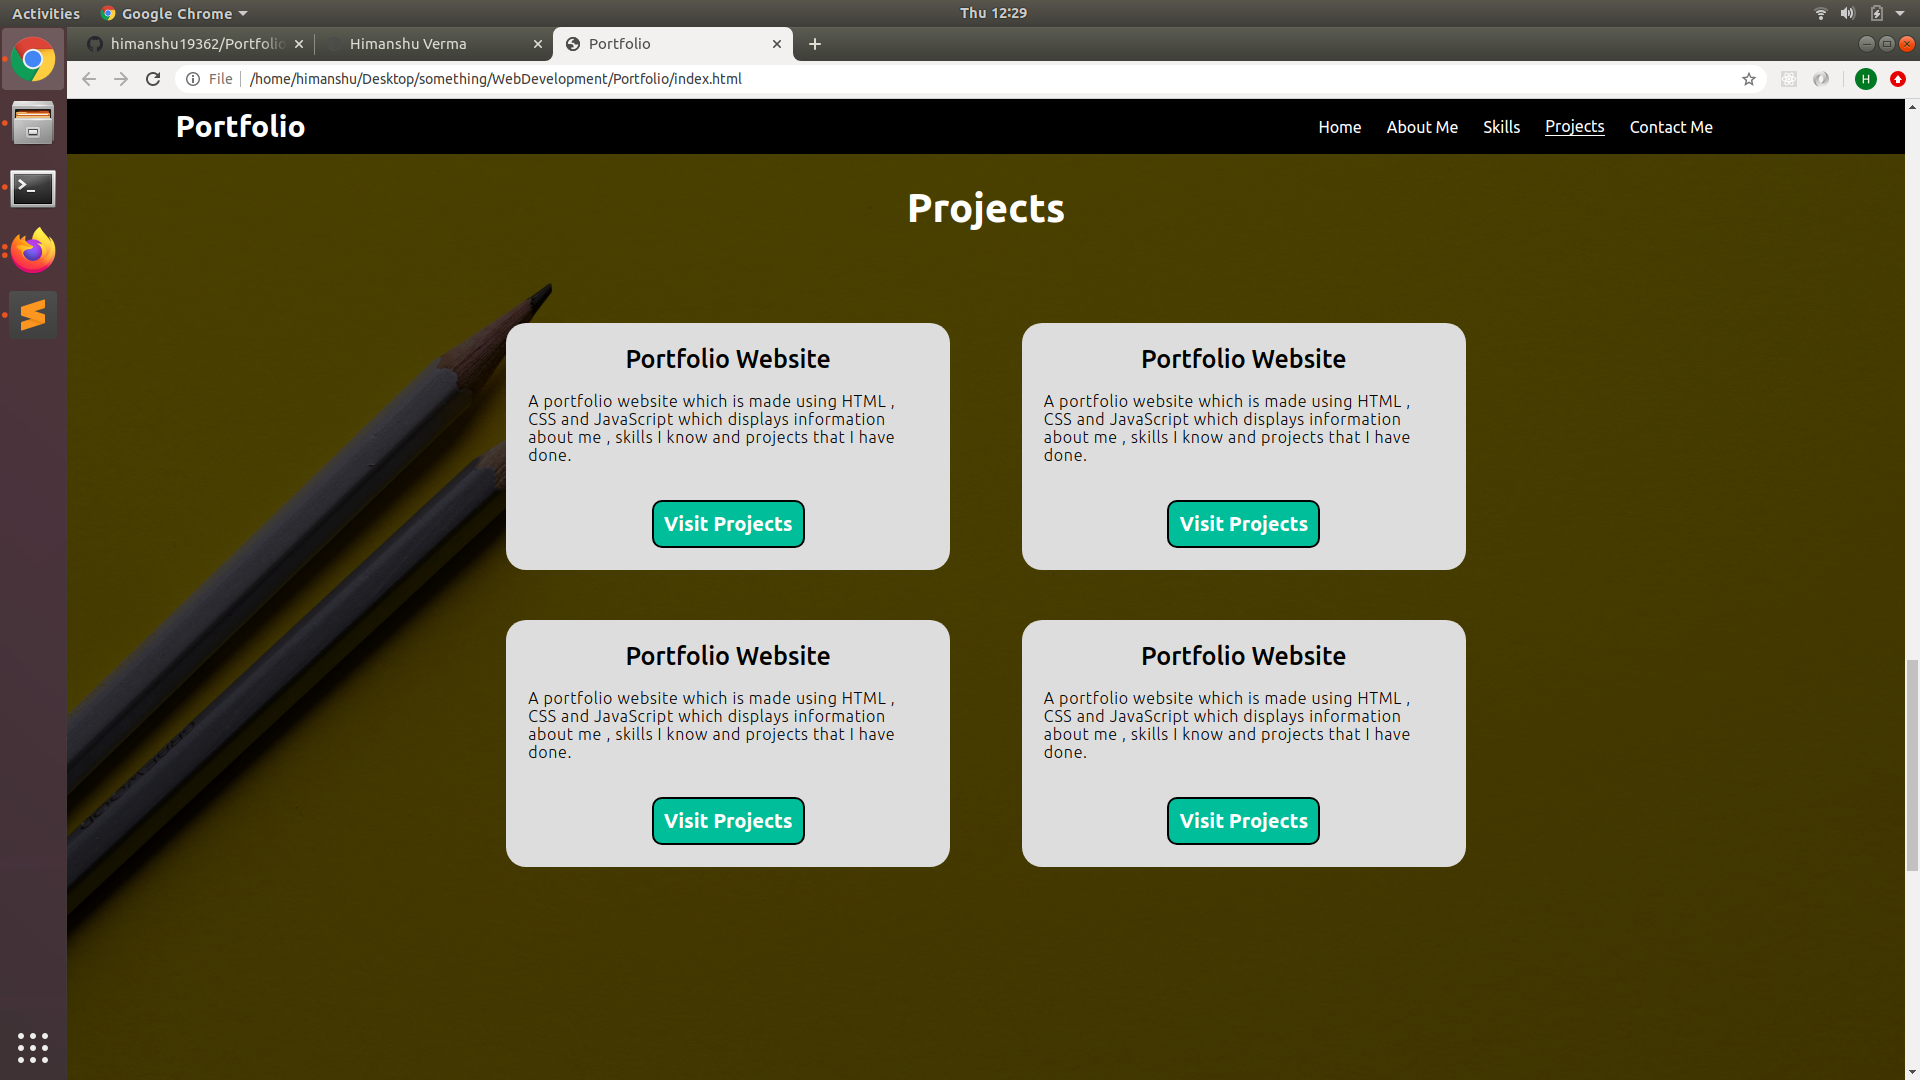 Activities
Google Chrome
Thu 12:29
himanshu19362/Portfolio
Himanshu Verma
Portfolio
File
/home/himanshu/Desktop/something/WebDevelopment/Portfolio/index.html
H
Portfolio
Home
About Me
Skills
Projects
Contact Me
Projects
Portfolio Website
A portfolio website which is made using HTML ,
CSS and JavaScript which displays information
about me , skills I know and projects that I have
done.
Visit Projects
Portfolio Website
A portfolio website which is made using HTML ,
CSS and JavaScript which displays information
about me , skills I know and projects that I have
done.
Visit Projects
Portfolio Website
A portfolio website which is made using HTML ,
CSS and JavaScript which displays information
about me , skills I know and projects that I have
done.
Visit Projects
Portfolio Website
A portfolio website which is made using HTML ,
CSS and JavaScript which displays information
about me , skills I know and projects that I have
done.
Visit Projects